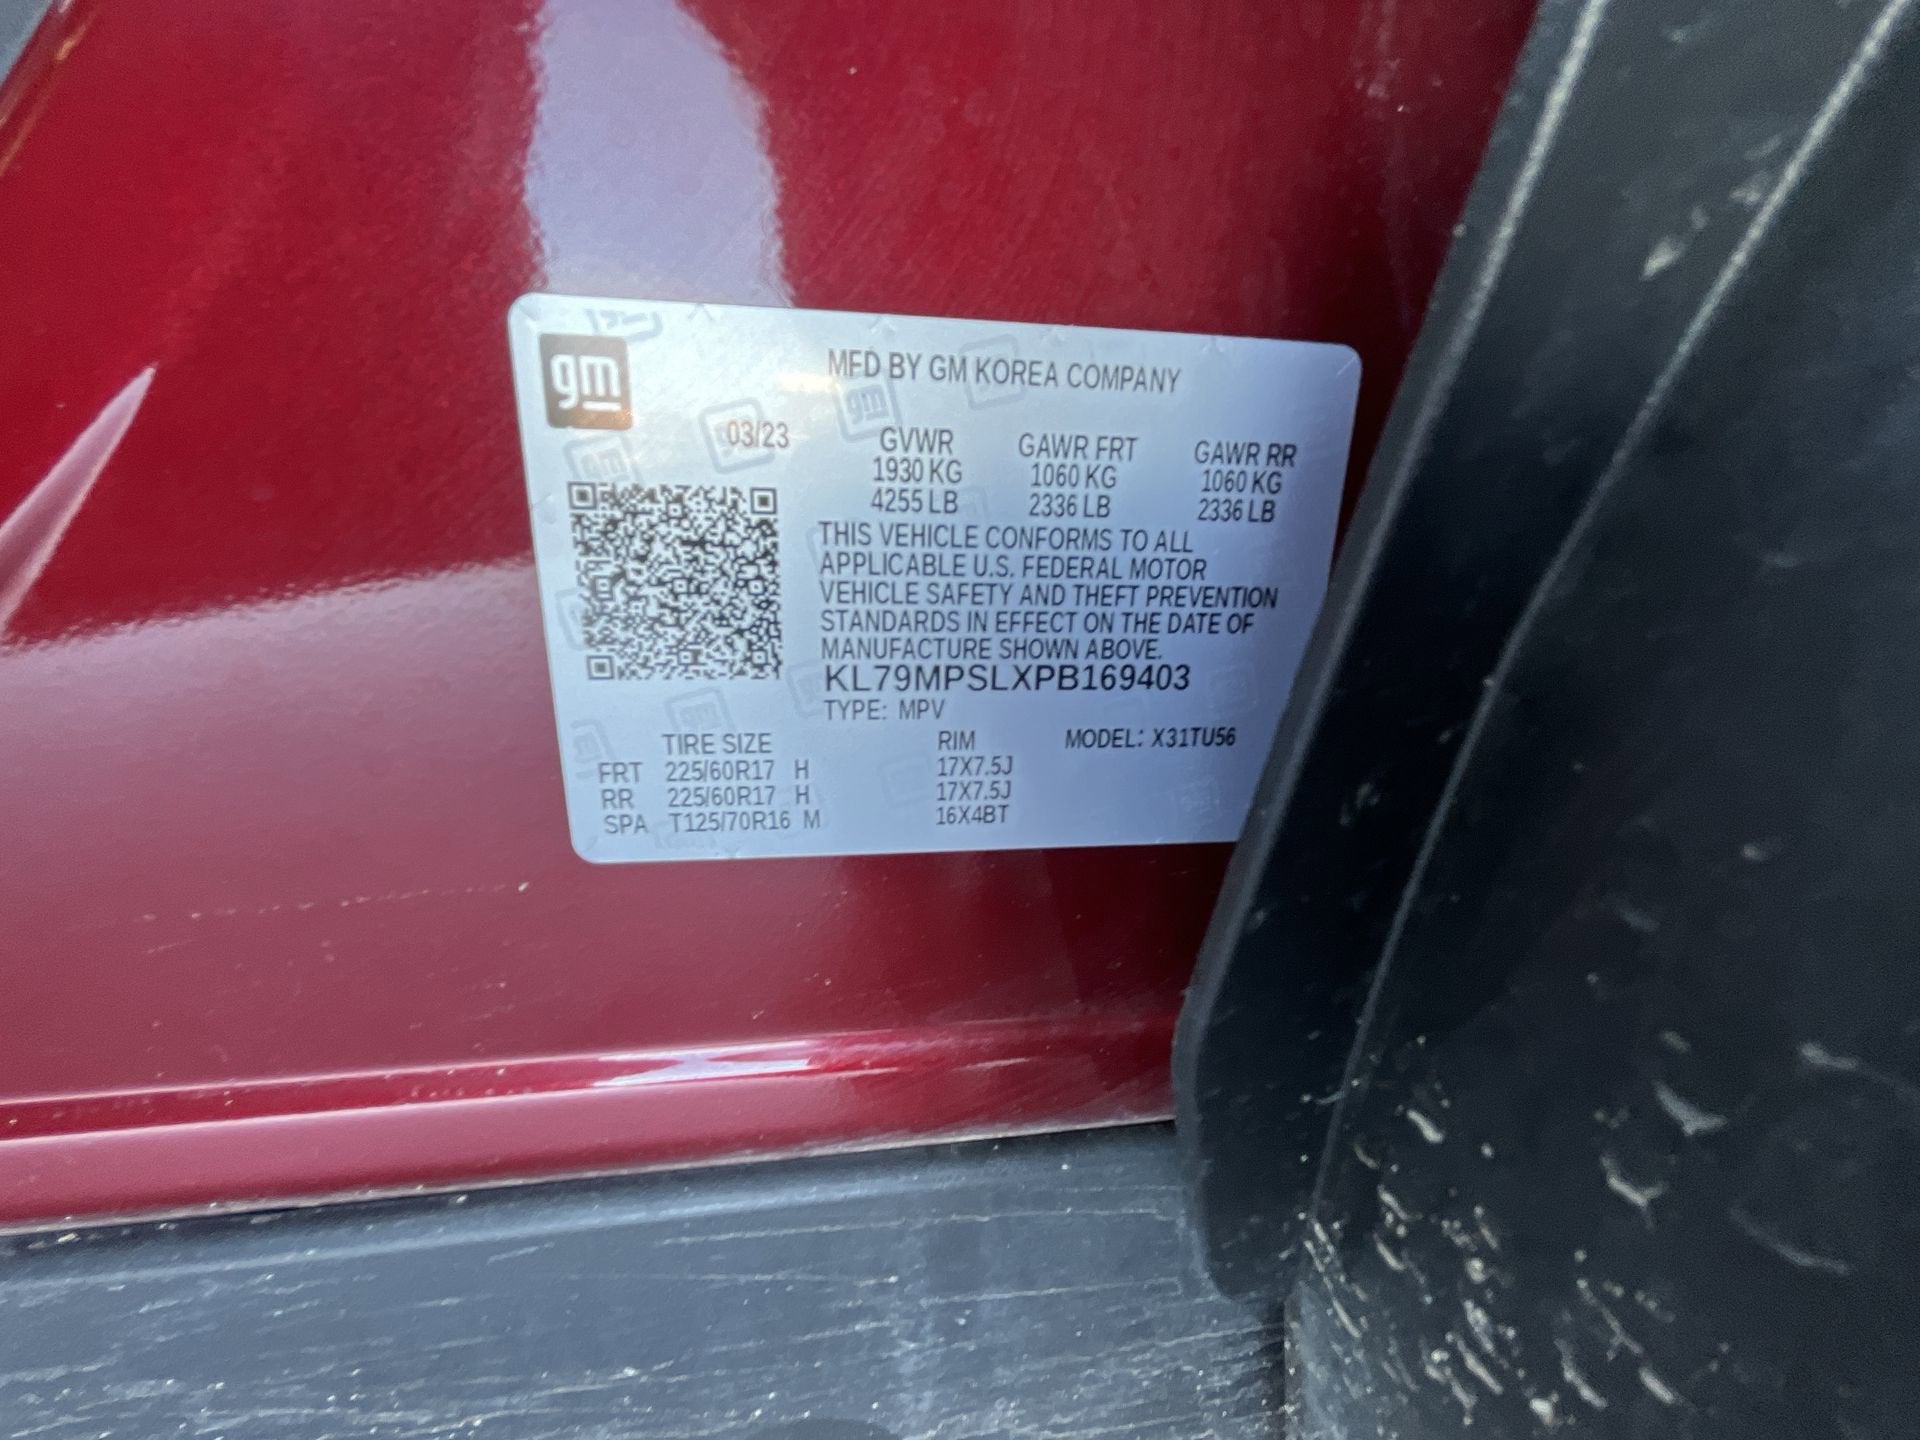 gm
MFD BY GM KOREA COMPANY
03/23
GVWR GAWR FRT GAWR RR
1930 KG 1060 KG 1060 KG
4255 LB 2336 LB 2336 LB
THIS VEHICLE CONFORMS TO ALL
APPLICABLE U.S. FEDERAL MOTOR
VEHICLE SAFETY AND THEFT PREVENTION
STANDARDS IN EFFECT ON THE DATE OF
MANUFACTURE SHOWN ABOVE.
KL79MPSLXPB169403
TYPE: MPV
TIRE SIZE RIM MODEL: X31TU56
FRT 225/60R17 H 17X7.5J
RR 225/60R17 H 17X7.5J
SPA T125/70R16 M 16X4BT